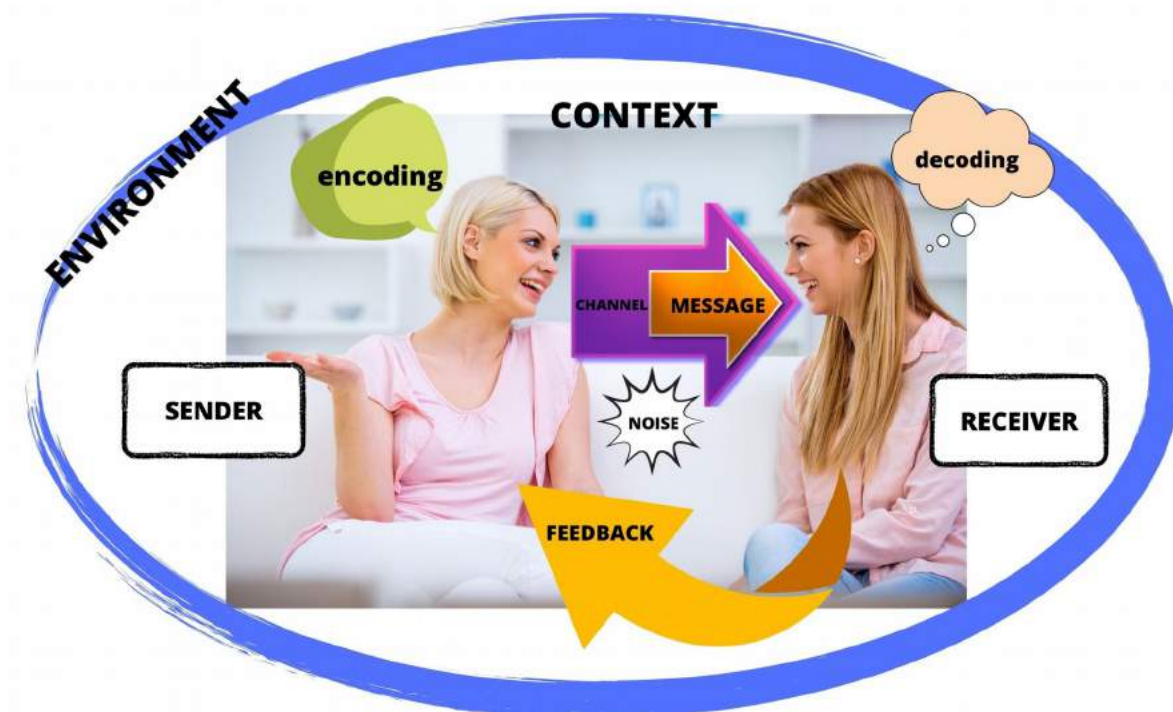 ENVIRONMENT
CONTEXT
encoding
decoding
CHANNEL
MESSAGE
SENDER
NOISE
RECEIVER
FEEDBACK